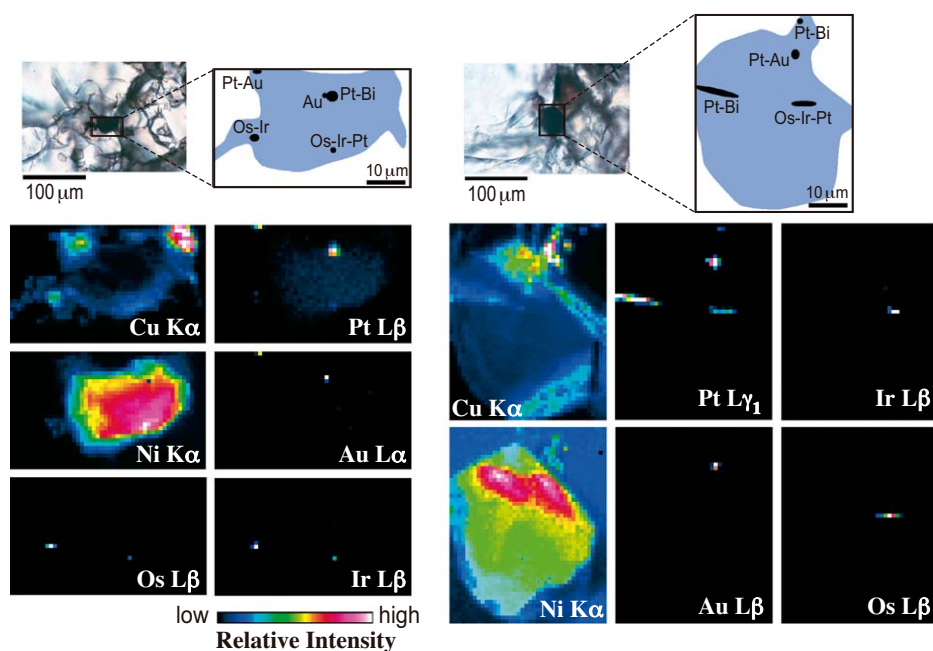 Pt-Au
Au
Pt-Bi
Os-Ir
Os-Ir-Pt
100 μm
10 μm
Cu Kα
Pt Lβ
Ni Kα
Au Lα
Os Lβ
Ir Lβ
low
high
Relative Intensity
Pt-Bi
Pt-Au
Pt-Bi
Os-Ir-Pt
100 μm
10 μm
Cu Kα
Pt Lγ₁
Ir Lβ
Ni Kα
Au Lβ
Os Lβ